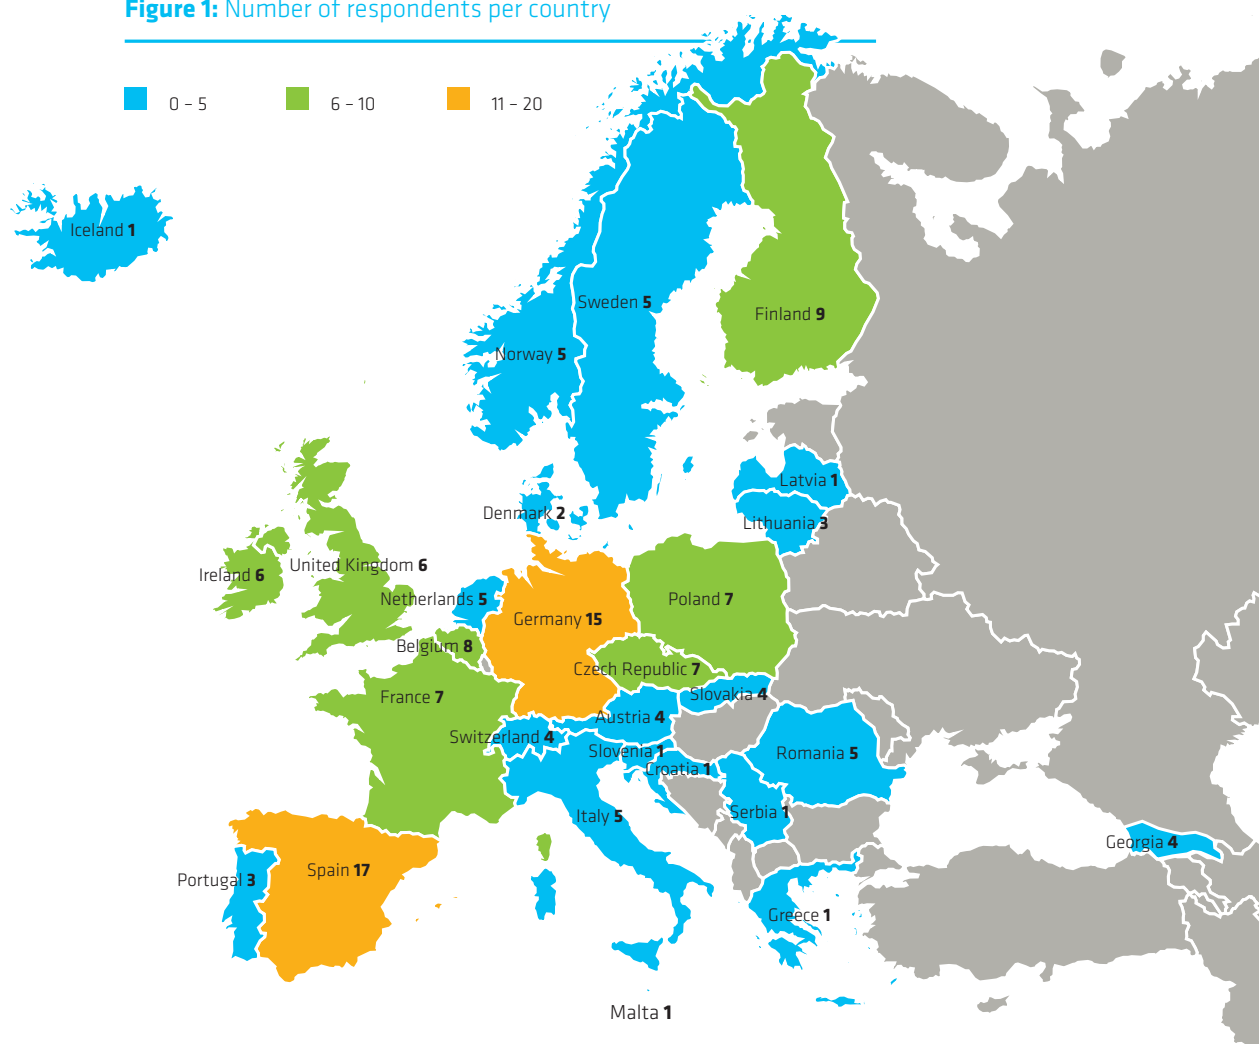 Figure 1: Number of respondents per country
0 – 5
6 – 10
11 – 20
Iceland 1
Sweden 5
Finland 9
Norway 5
Latvia 1
Denmark 2
Lithuania 3
United Kingdom 6
Ireland 6
Netherlands 5
Poland 7
Germany 15
Belgium 8
Czech Republic 7
France 7
Slovakia 4
Austria 4
Switzerland 4
Slovenia 1
Romania 5
Croatia 1
Serbia 1
Italy 5
Georgia 4
Spain 17
Portugal 3
Greece 1
Malta 1